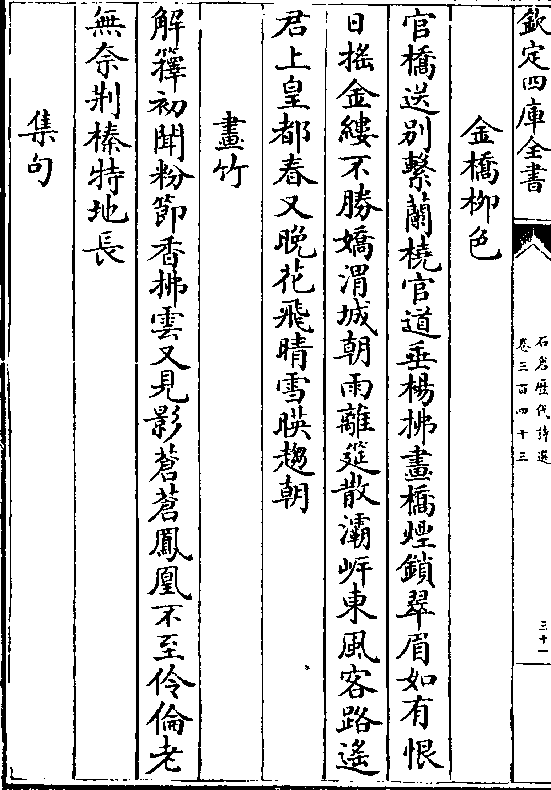 欽定四庫全書
石倉歷代詩選
卷三百四十三
三十一
金橋柳色
官橋送别繫蘭橈官道垂楊拂畫橋煙鎖翠眉如有恨
日摇金縷不勝嬌渭城朝雨離筵散灞岸東風客路遙
君上皇都春又晚花飛晴雪暎趨朝
畫竹
解籜初聞粉節香拂雲又見影蒼蒼鳳凰不至伶倫老
無奈荆榛特地長
集句